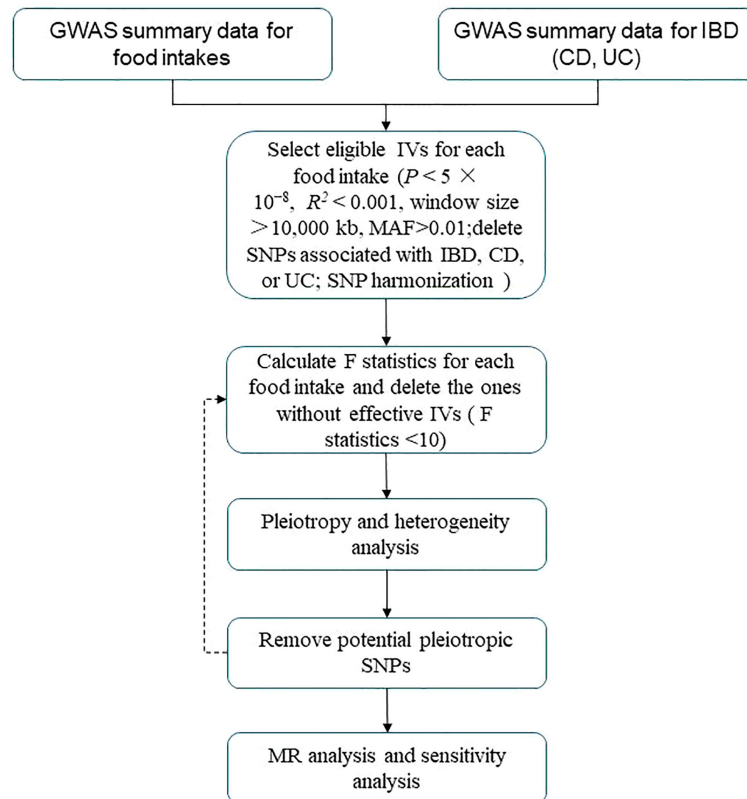 GWAS summary data for
food intakes
GWAS summary data for IBD
(CD, UC)
Select eligible IVs for each
food intake (P < 5 ×
10⁻⁸, R² < 0.001, window size
＞10,000 kb, MAF>0.01;delete
SNPs associated with IBD, CD,
or UC; SNP harmonization )
Calculate F statistics for each
food intake and delete the ones
without effective IVs ( F
statistics <10)
Pleiotropy and heterogeneity
analysis
Remove potential pleiotropic
SNPs
MR analysis and sensitivity
analysis